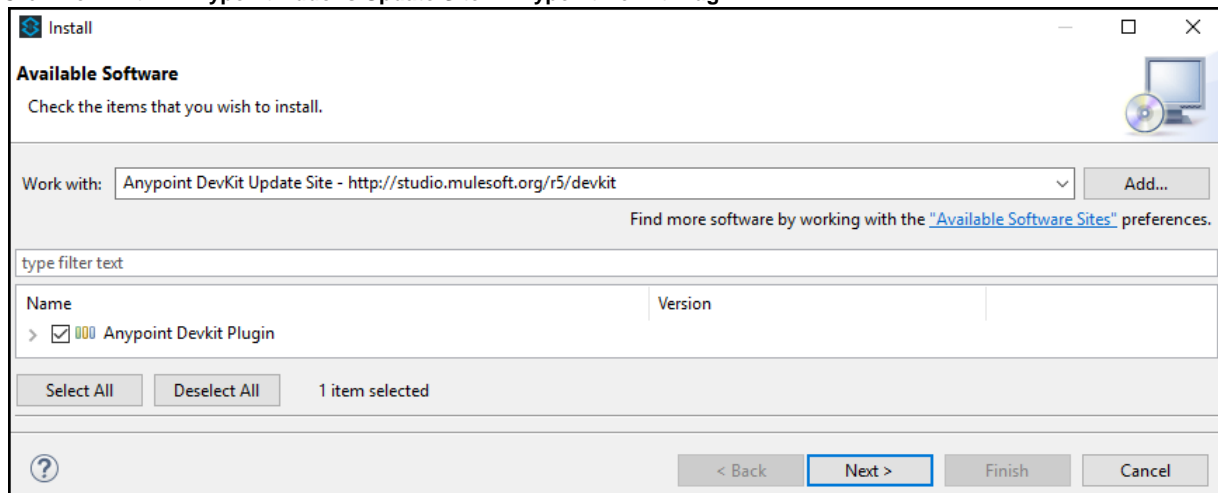 Install
Available Software
Check the items that you wish to install.
Work with: Anypoint DevKit Update Site - http://studio.mulesoft.org/r5/devkit Add...
Find more software by working with the "Available Software Sites" preferences.
type filter text
Name Version
Anypoint Devkit Plugin
Select All Deselect All 1 item selected
? < Back Next > Finish Cancel